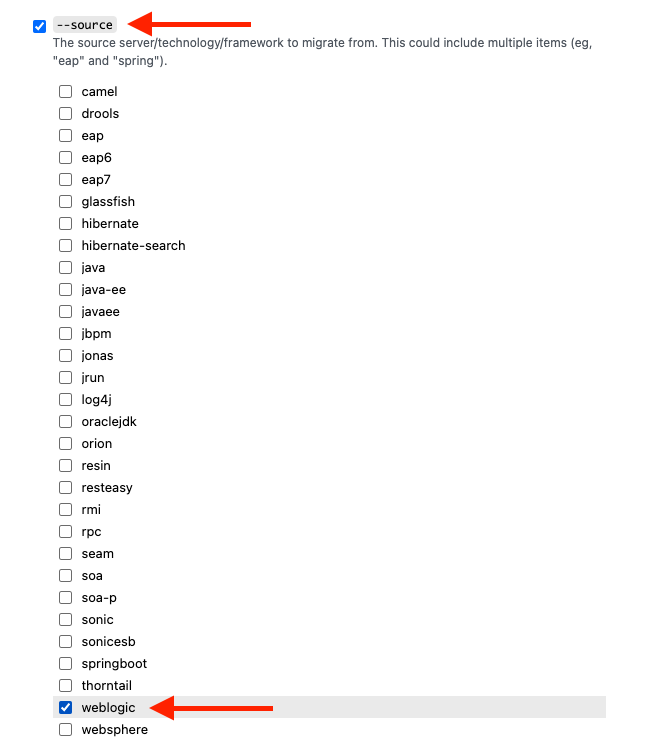 --source
The source server/technology/framework to migrate from. This could include multiple items (eg,
"eap" and "spring").
camel
drools
eap
eap6
eap7
glassfish
hibernate
hibernate-search
java
java-ee
javaee
jbpm
jonas
jrun
log4j
oraclejdk
orion
resin
resteasy
rmi
rpc
seam
soa
soa-p
sonic
sonicesb
springboot
thorntail
weblogic
websphere